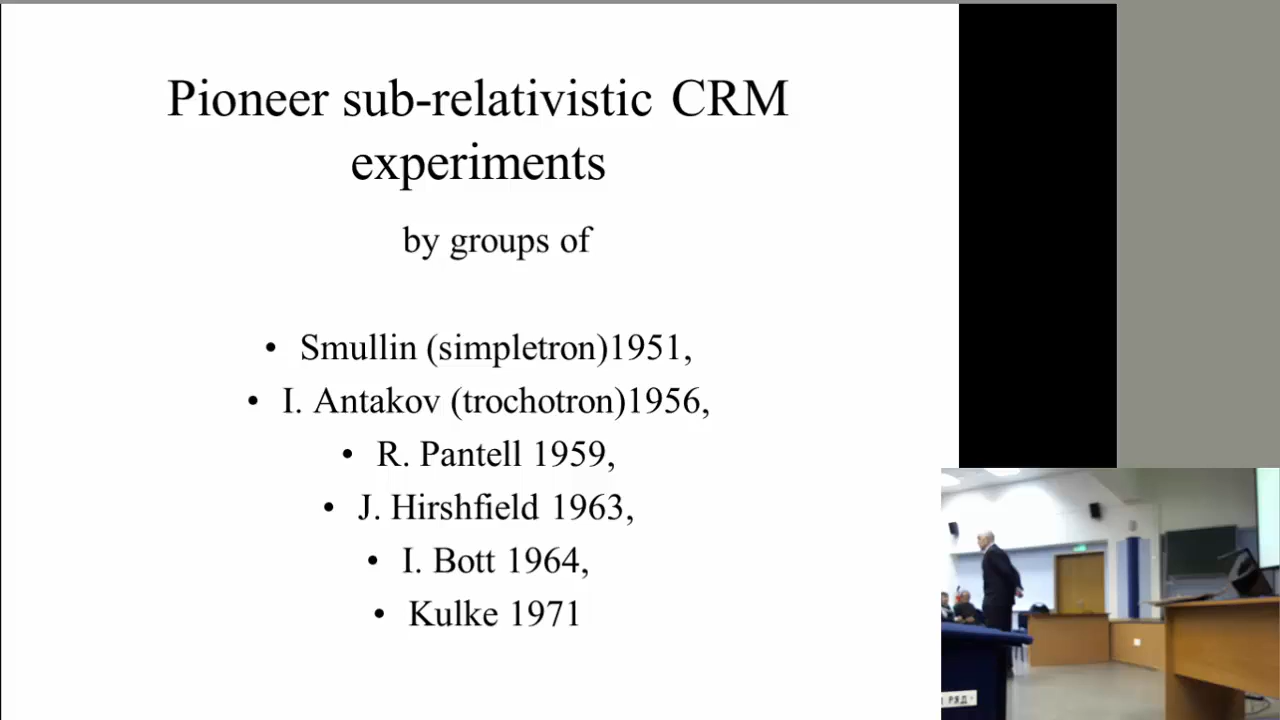 Pioneer sub-relativistic CRM
experiments
by groups of
• Smullin (simpletron)1951,
• I. Antakov (trochotron)1956,
• R. Pantell 1959,
• J. Hirshfield 1963,
• I. Bott 1964,
• Kulke 1971
РЯД